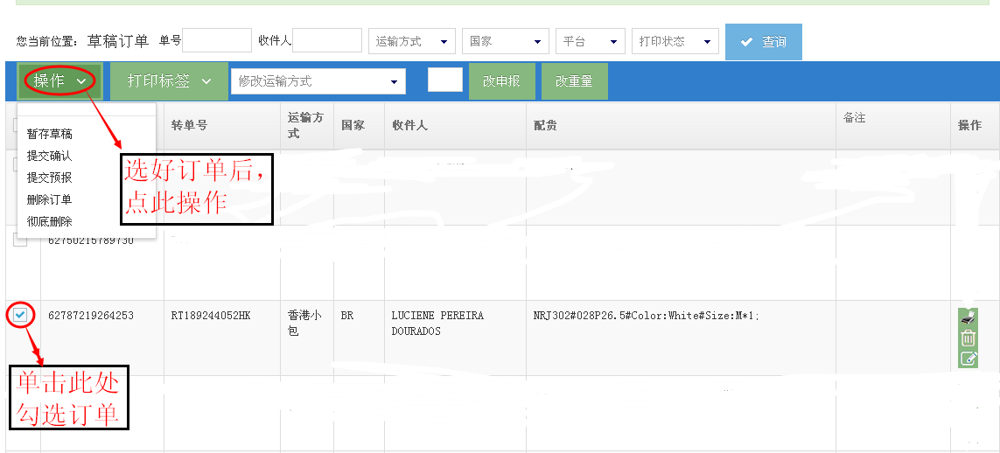 您当前位置： 草稿订单 单号 收件人 运输方式 国家 平台 打印状态 查询
操作 打印标签 修改运输方式 改申报 改重量
转单号 运输方式 国家 收件人 配货 备注 操作
暂存草稿
提交确认
提交预报
删除订单
彻底删除
选好订单后，
点此操作
62750215789730
62787219264253 RT189244052HK 香港小包 BR LUCIENE PEREIRA DOURADOS NRJ302#028P26.5#Color:White#Size:M*1;
单击此处
勾选订单